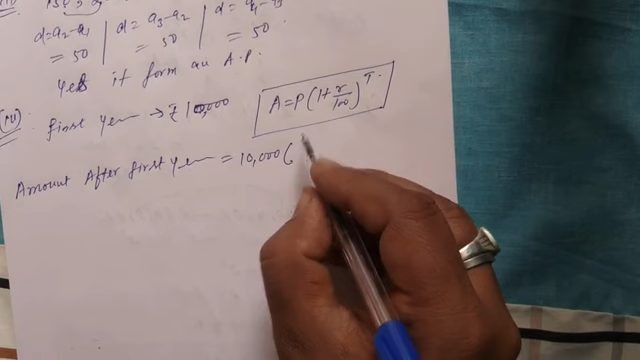 d=a₂-a₁ | d = a₃-a₂ | d = a₄-a₃
= 50 | = 50 | = 50.
Yes it form an A.P.
(iv) first year → ₹ 10,000
A=P(1+r/100)^T.
Amount After first year = 10,000(